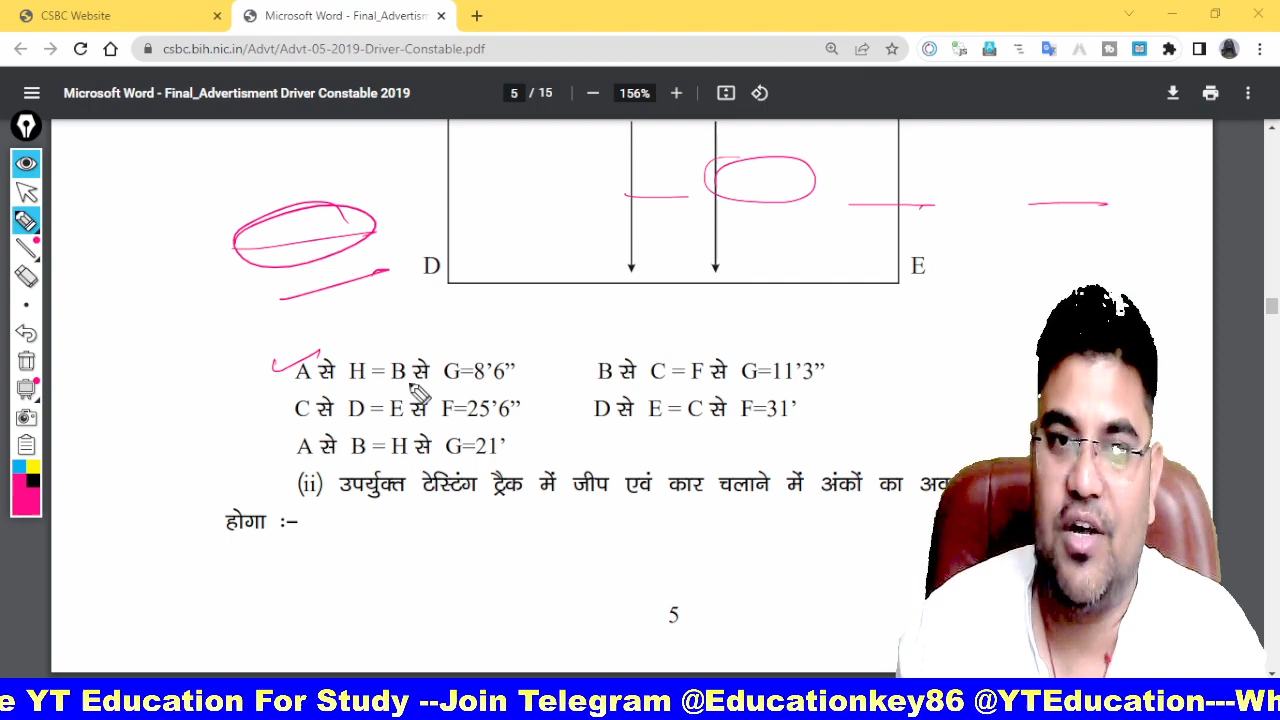 CSBC Website
Microsoft Word - Final_Advertism
csbc.bih.nic.in/Advt/Advt-05-2019-Driver-Constable.pdf
Microsoft Word - Final_Advertisment Driver Constable 2019
5 / 15
156%
D
E
A से H = B से G=8’6” B से C = F से G=11’3”
C से D = E से F=25’6” D से E = C से F=31’
A से B = H से G=21’
(ii) उपर्युक्त टेस्टिंग ट्रैक में जीप एवं कार चलाने में अंकों का अव
होगा :–
5
e YT Education For Study --Join Telegram @Educationkey86 @YTEducation---Wh